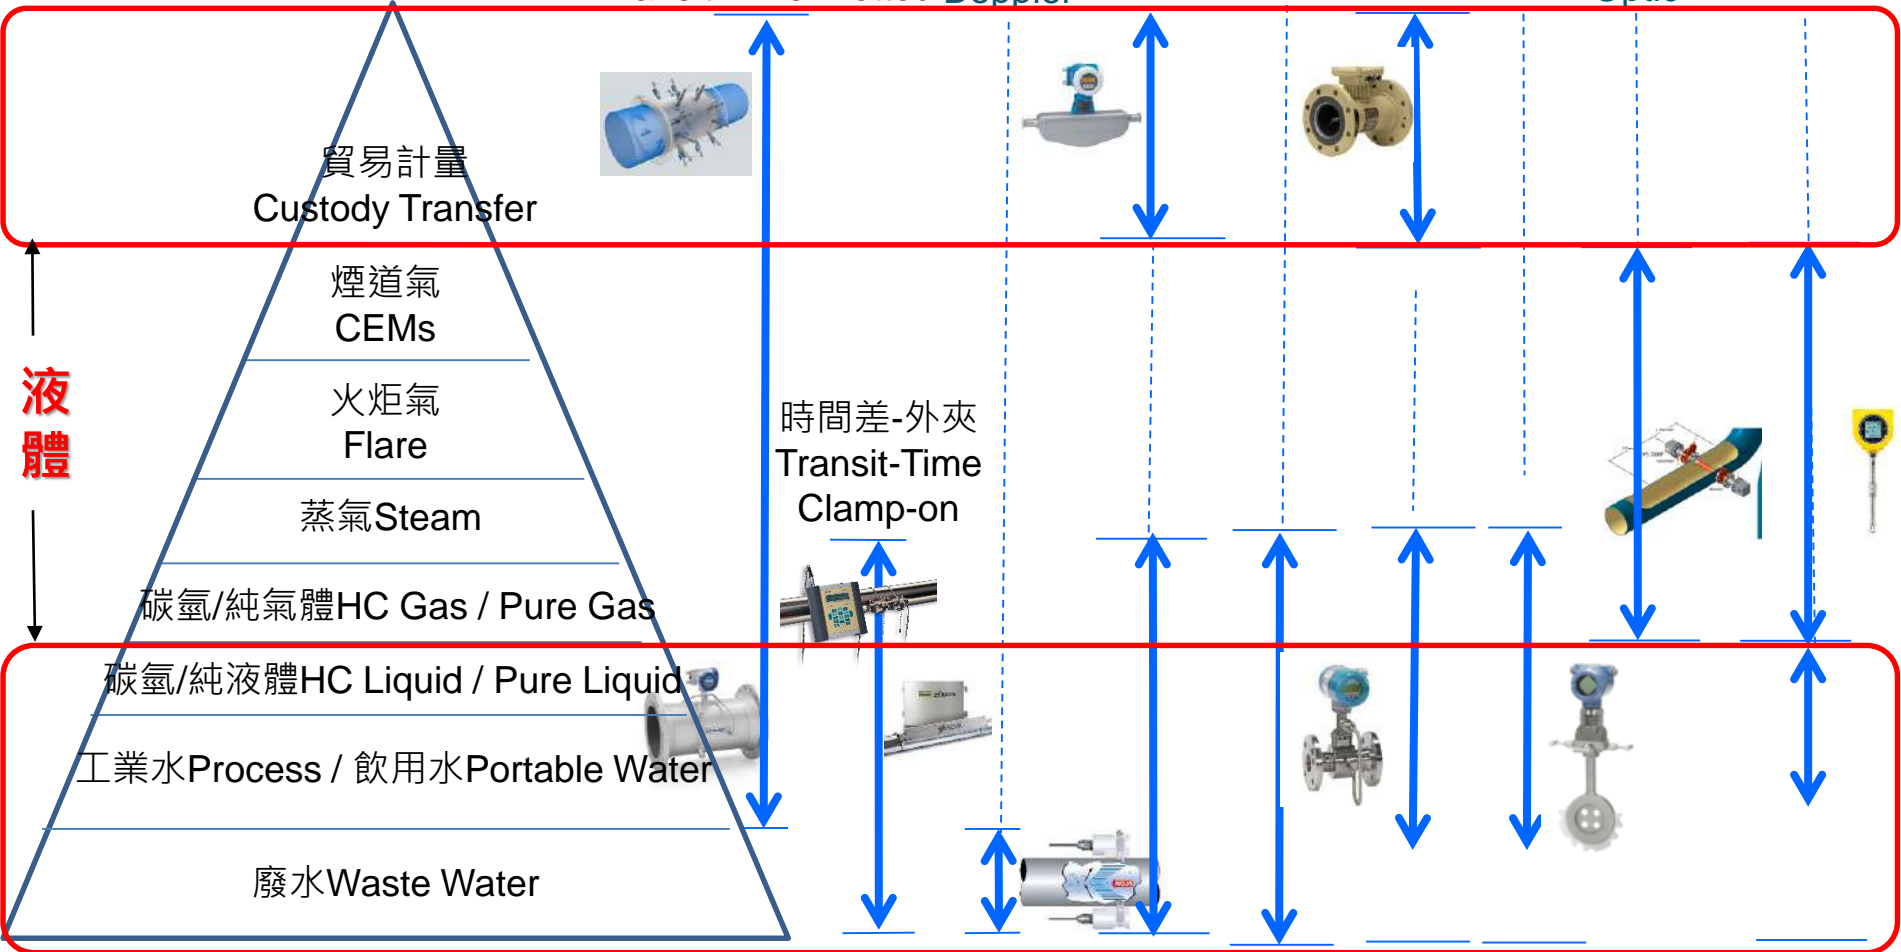 Doppler
貿易計量
Custody Transfer
煙道氣
CEMs
火炬氣
Flare
蒸氣Steam
碳氫/純氣體HC Gas / Pure Gas
碳氫/純液體HC Liquid / Pure Liquid
工業水Process / 飲用水Portable Water
廢水Waste Water
液
體
時間差-外夾
Transit-Time
Clamp-on